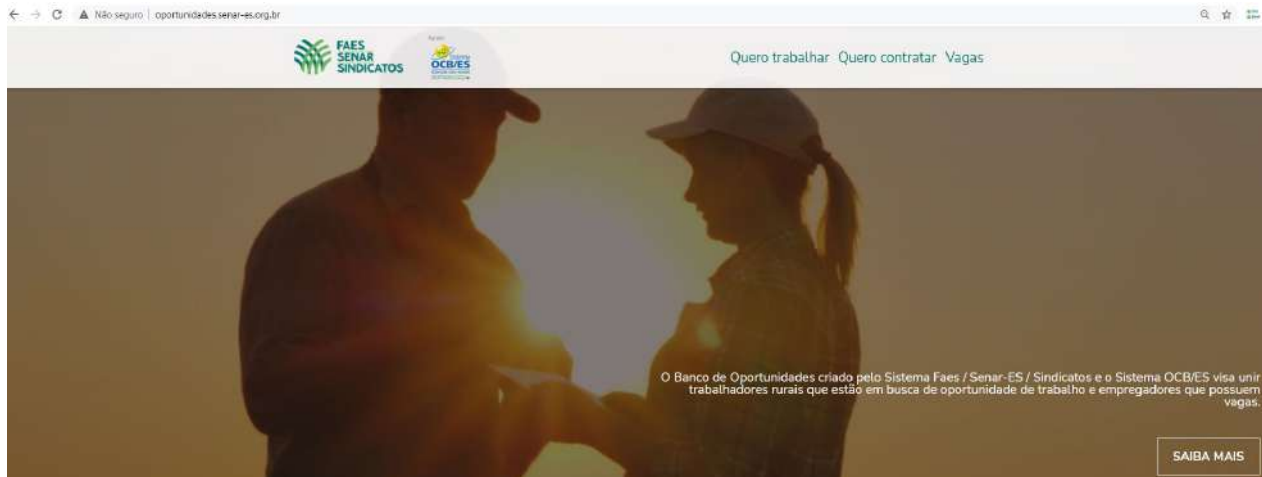 Não seguro | oportunidades.senar-es.org.br
FAES
SENAR
SINDICATOS
Apoio:
Sistema
OCB/ES
Quero trabalhar Quero contratar Vagas
O Banco de Oportunidades criado pelo Sistema Faes / Senar-ES / Sindicatos e o Sistema OCB/ES visa unir
trabalhadores rurais que estão em busca de oportunidade de trabalho e empregadores que possuem
vagas.
SAIBA MAIS